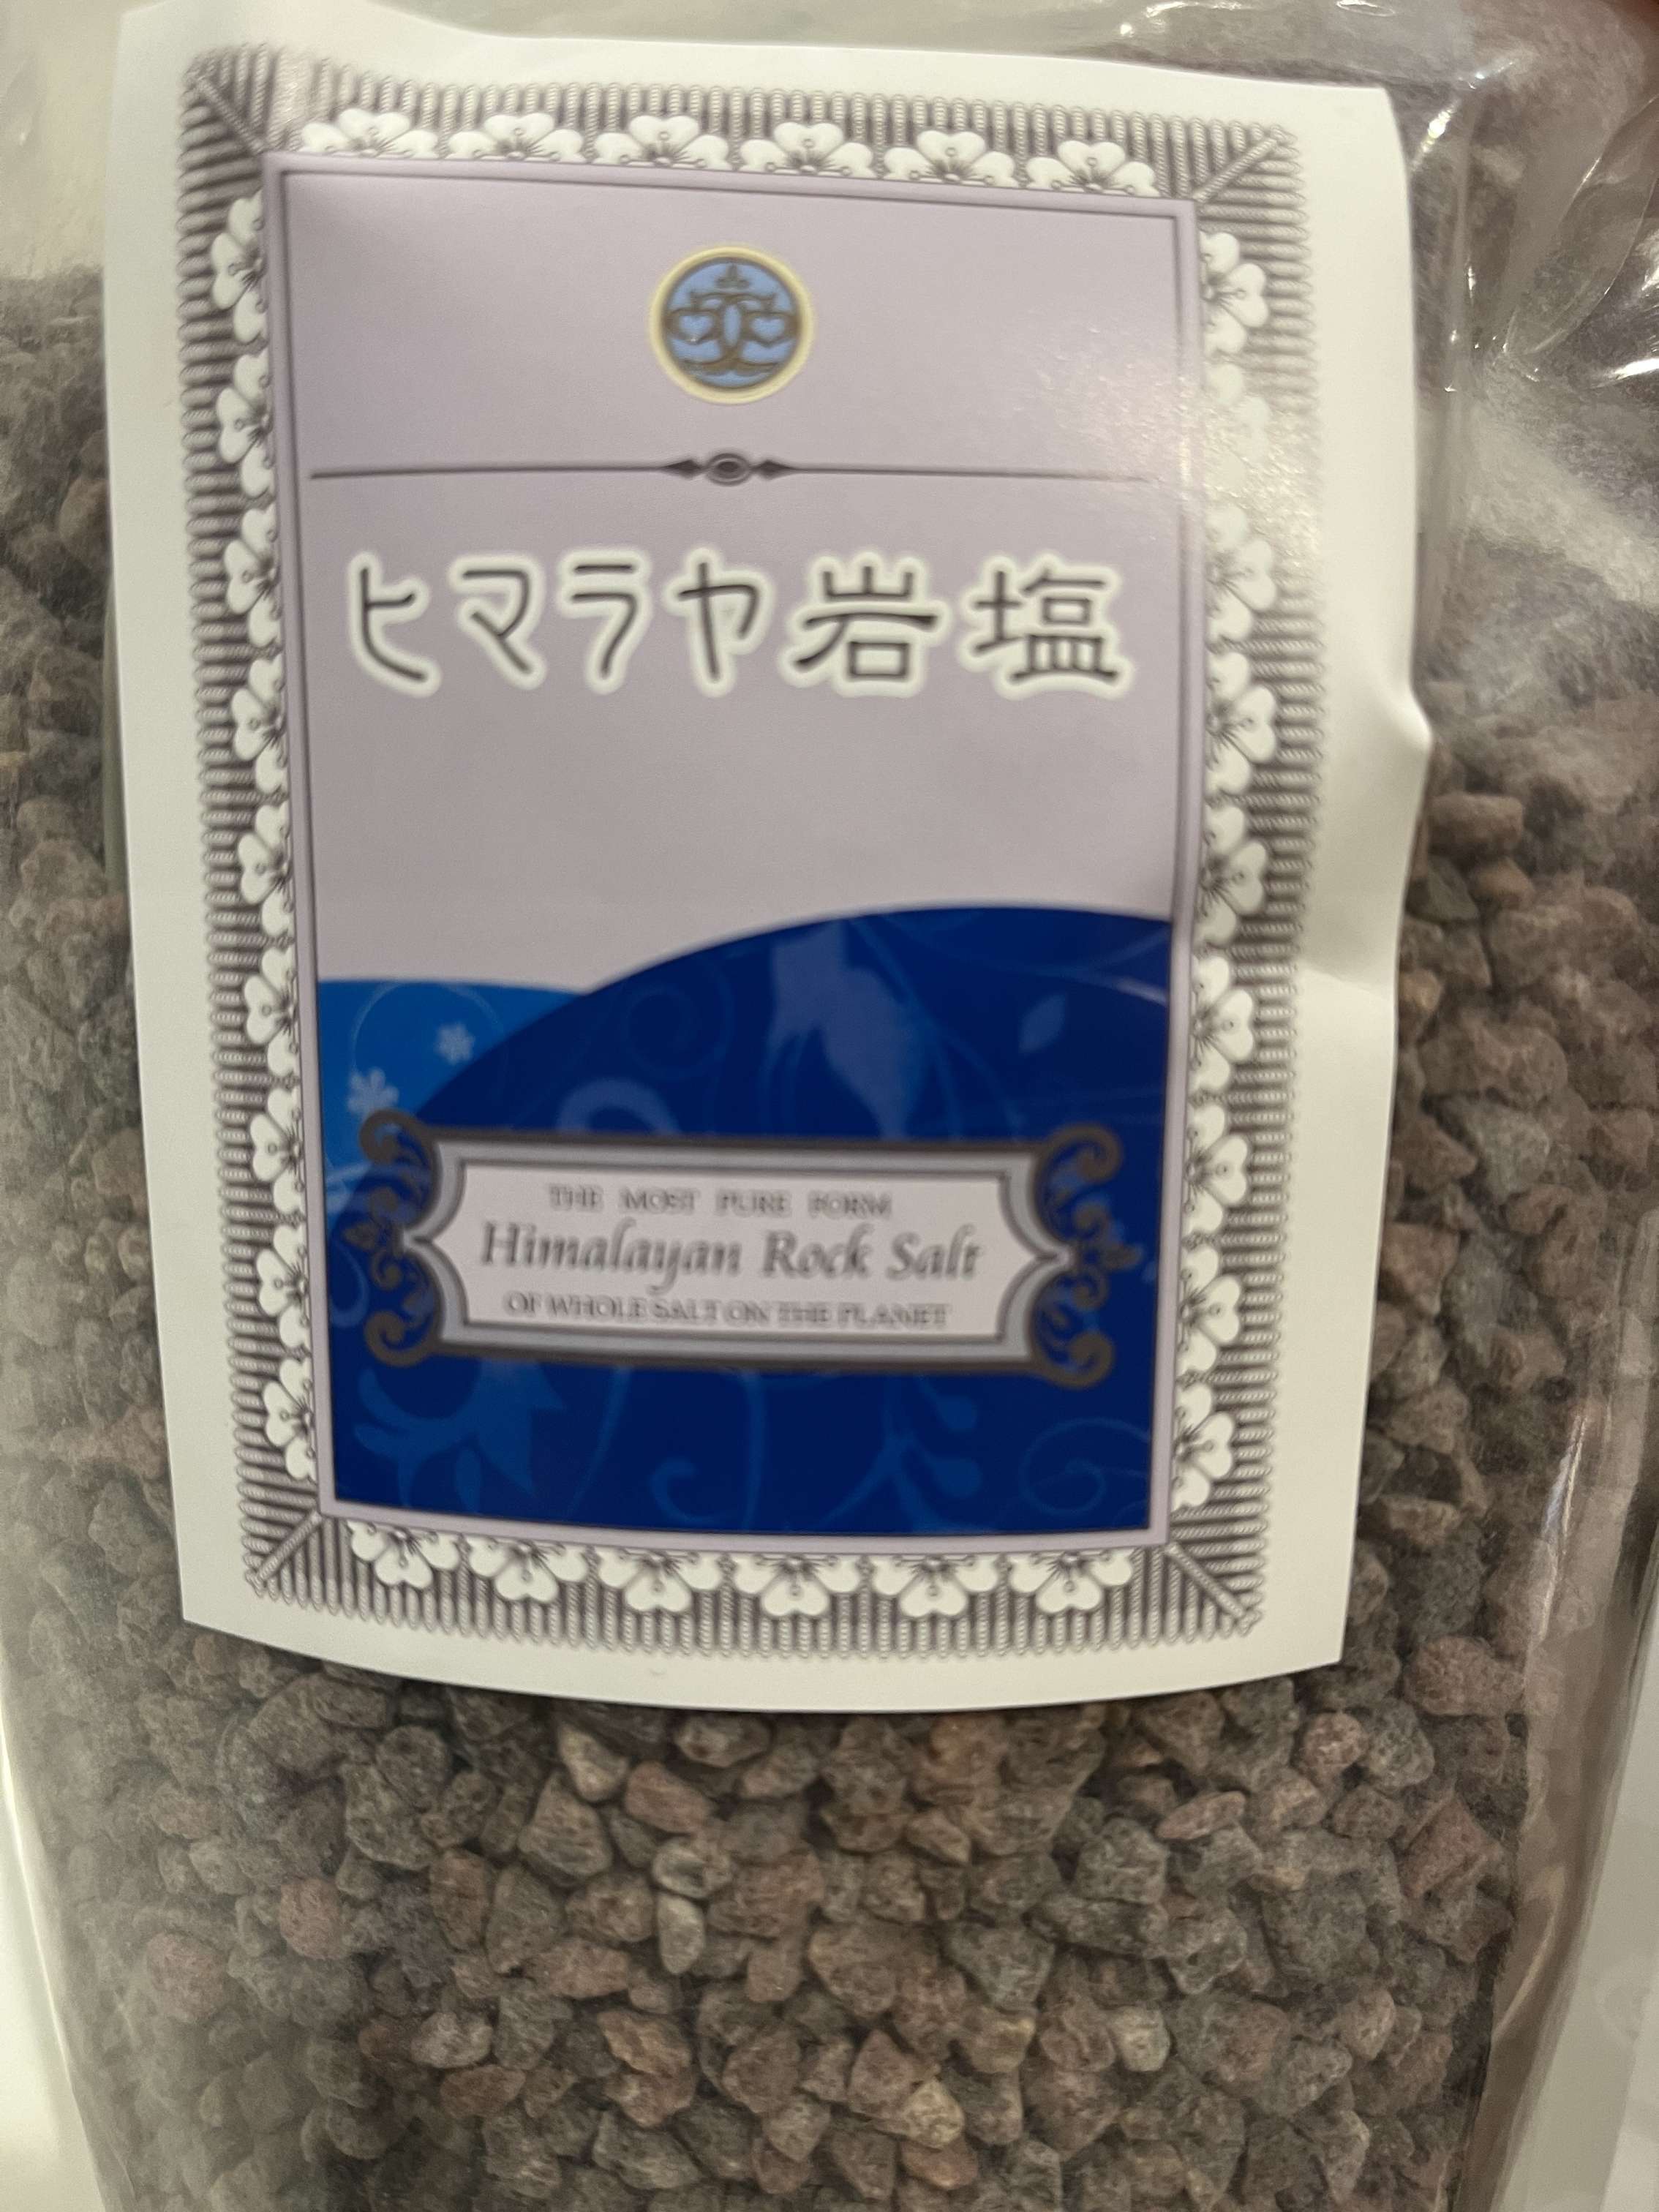 ヒマラヤ岩塩
THE MOST PURE FORM
Himalayan Rock Salt
OF WHOLE SALT ON THE PLANET